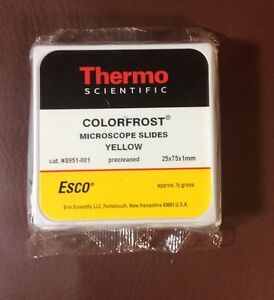 Thermo
SCIENTIFIC
COLORFROST®
MICROSCOPE SLIDES
YELLOW
cat. #8951-001 precleaned 25x75x1mm
ESCO® approx. ½ gross
Erie Scientific, LLC, Portsmouth, New Hampshire 03801 U.S.A.